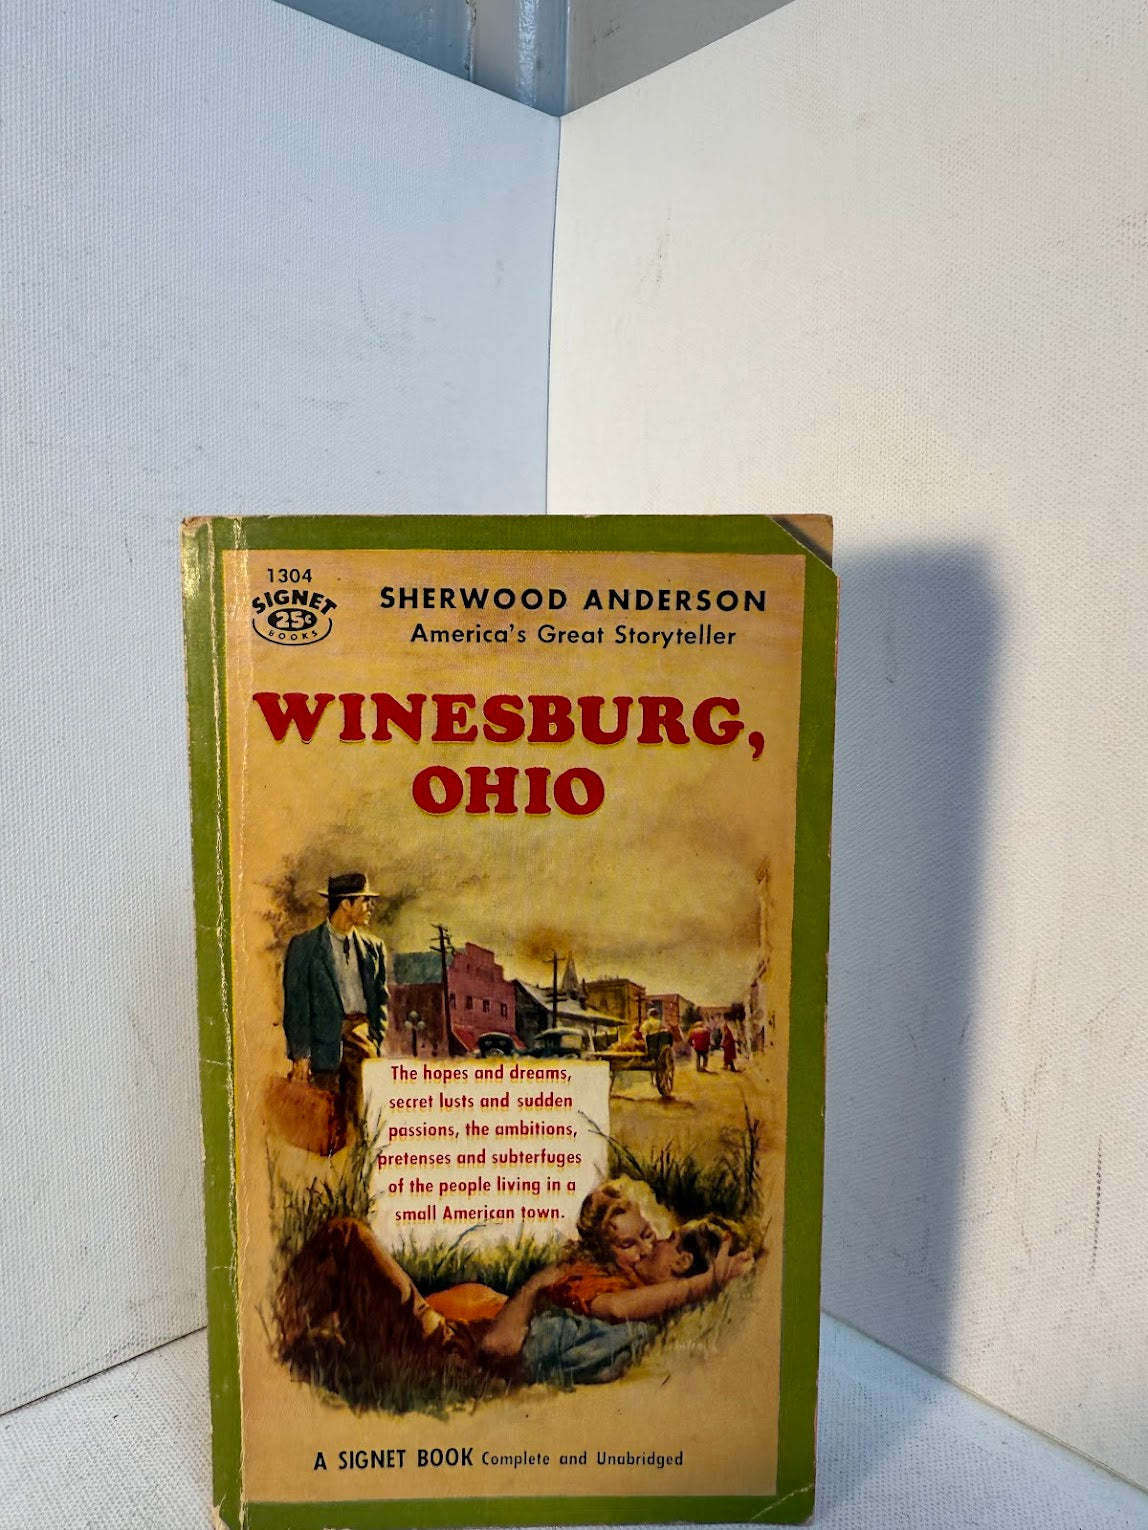 1304
SIGNET
25¢
BOOKS
SHERWOOD ANDERSON
America's Great Storyteller
WINESBURG,
OHIO
The hopes and dreams,
secret lusts and sudden
passions, the ambitions,
pretenses and subterfuges
of the people living in a
small American town.
A SIGNET BOOK Complete and Unabridged